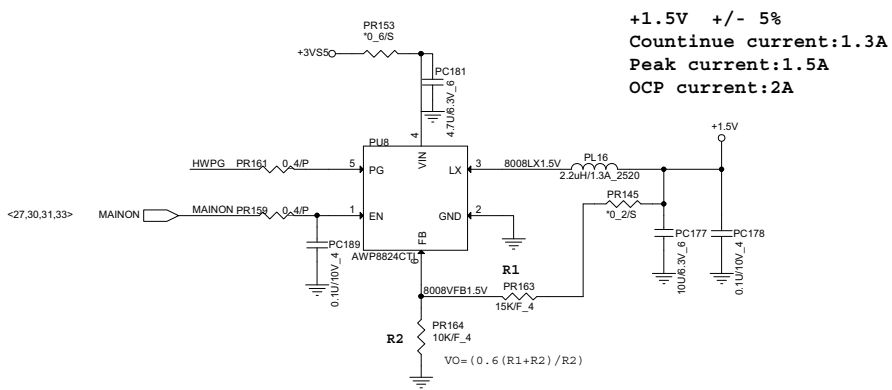 +1.5V +/- 5%
Countinue current:1.3A
Peak current:1.5A
OCP current:2A
PR153
*0_6/S
+3VS5
PC181
4.7U/6.3V_6
+1.5V
PU8
4
VIN
HWPG
PR161
0_4/P
5
PG
LX
3
8008LX1.5V
PL16
2.2uH/1.3A_2520
PR145
*0_2/S
<27,30,31,33>
MAINON
MAINON
PR159
0_4/P
1
EN
GND
2
PC189
0.1U/10V_4
PC177
10U/6.3V_6
PC178
0.1U/10V_4
FB
6
R1
8008VFB1.5V
PR163
15K/F_4
R2
PR164
10K/F_4
VO=(0.6(R1+R2)/R2)